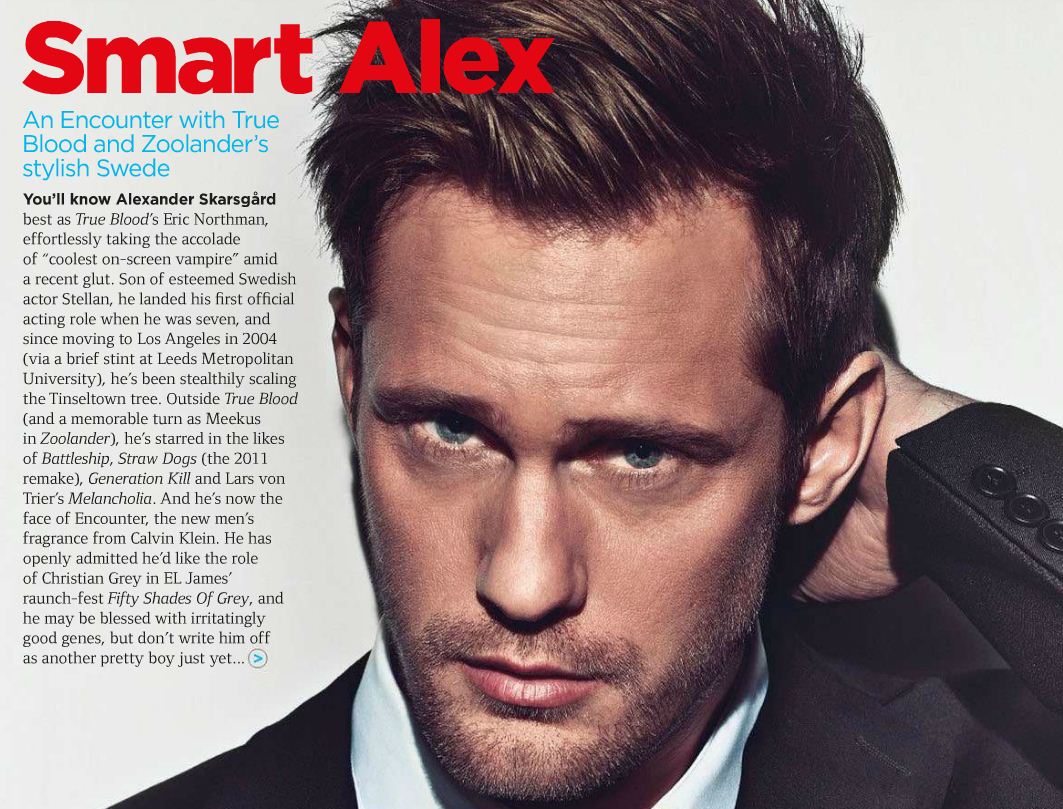 Smart Alex
An Encounter with True
Blood and Zoolander's
stylish Swede
You'll know Alexander Skarsgård
best as True Blood's Eric Northman,
effortlessly taking the accolade
of "coolest on-screen vampire" amid
a recent glut. Son of esteemed Swedish
actor Stellan, he landed his first official
acting role when he was seven, and
since moving to Los Angeles in 2004
(via a brief stint at Leeds Metropolitan
University), he's been stealthily scaling
the Tinseltown tree. Outside True Blood
(and a memorable turn as Meekus
in Zoolander), he's starred in the likes
of Battleship, Straw Dogs (the 2011
remake), Generation Kill and Lars von
Trier's Melancholia. And he's now the
face of Encounter, the new men's
fragrance from Calvin Klein. He has
openly admitted he'd like the role
of Christian Grey in EL James'
raunch-fest Fifty Shades Of Grey, and
he may be blessed with irritatingly
good genes, but don't write him off
as another pretty boy just yet... >